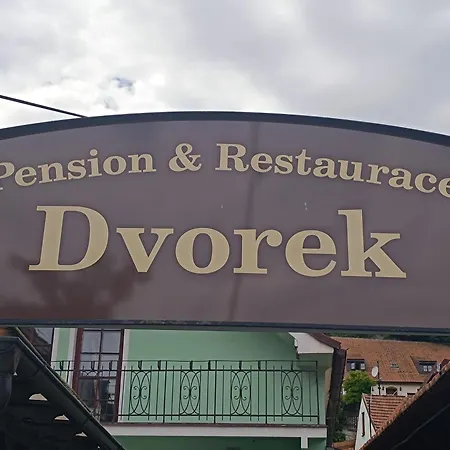 Pension & Restaurace
Dvorek